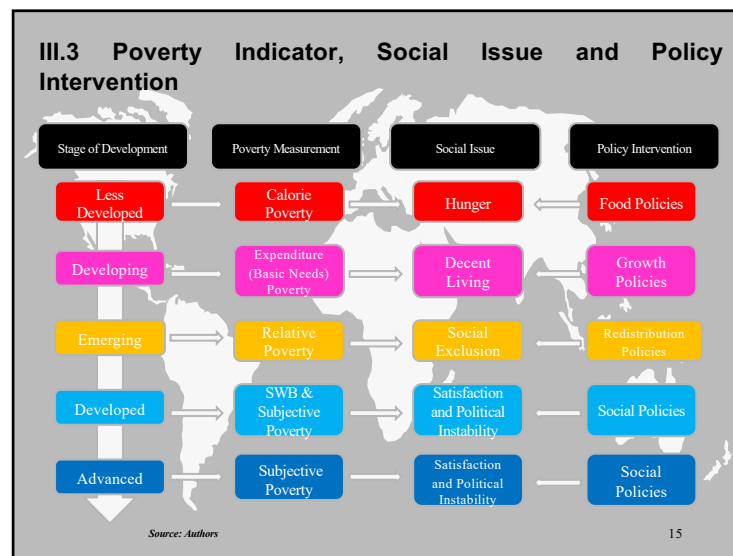 III.3 Poverty Indicator, Social Issue and Policy
Intervention
Stage of Development
Poverty Measurement
Social Issue
Policy Intervention
Less
Developed
Calorie
Poverty
Hunger
Food Policies
Developing
Expenditure
(Basic Needs)
Poverty
Decent
Living
Growth
Policies
Emerging
Relative
Poverty
Social
Exclusion
Redistribution
Policies
Developed
SWB &
Subjective
Poverty
Satisfaction
and Political
Instability
Social Policies
Advanced
Subjective
Poverty
Satisfaction
and Political
Instability
Social
Policies
Source: Authors
15